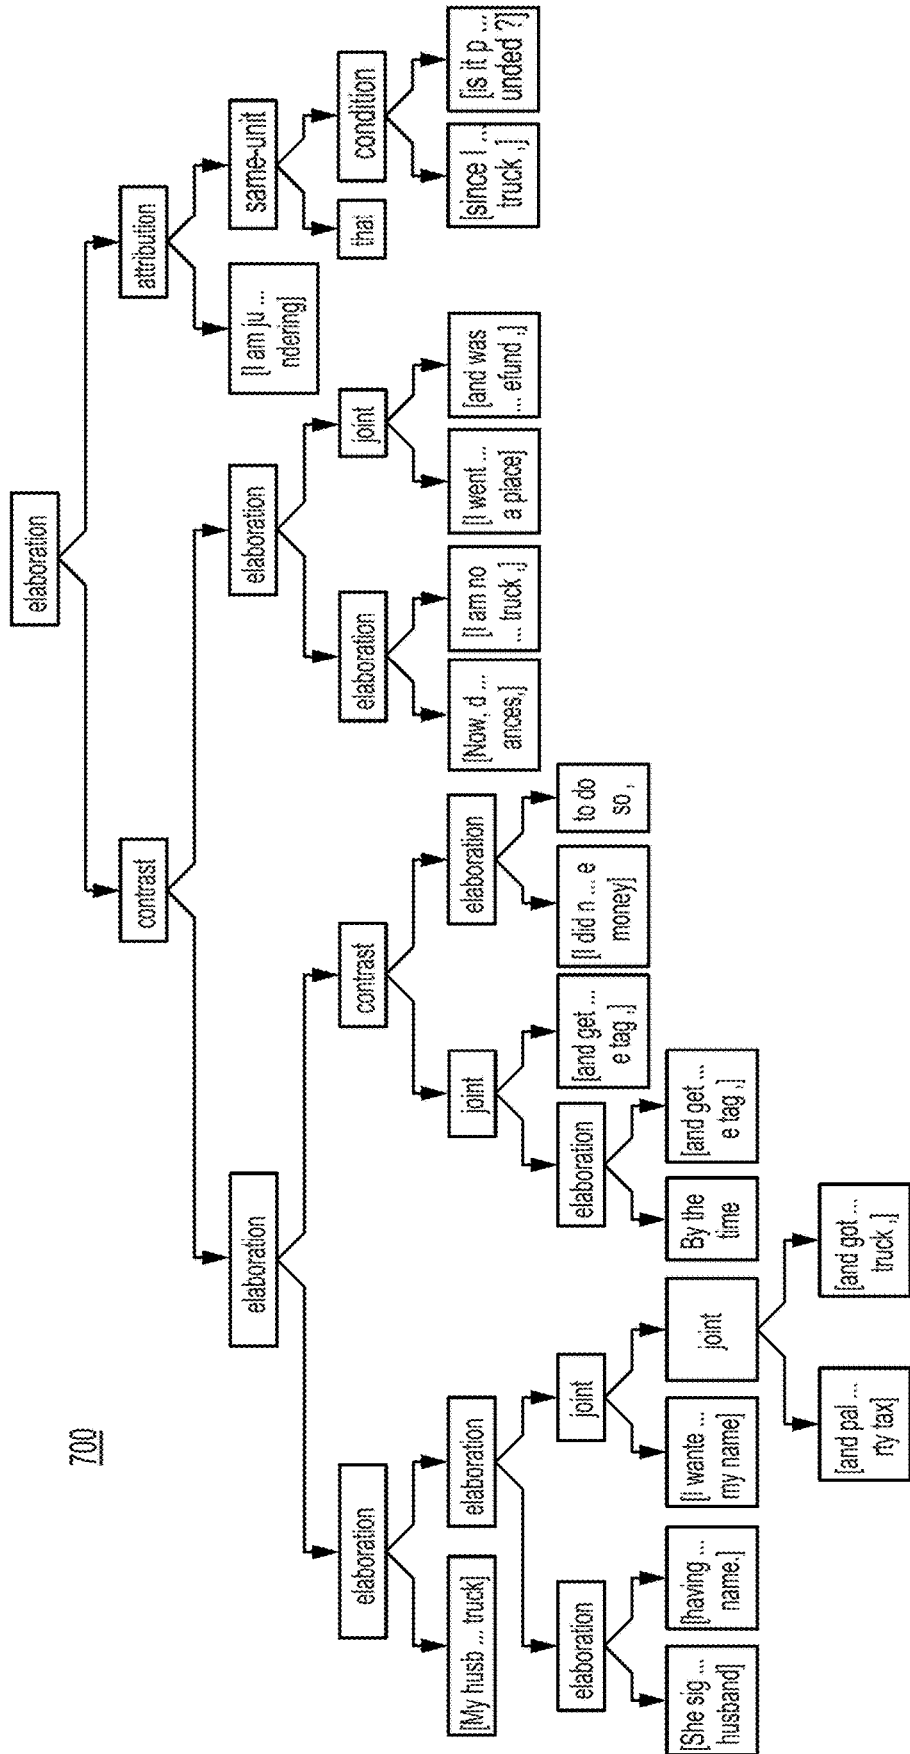 700
elaboration
contrast
attribution
elaboration
elaboration
[I am ju ...
ndering]
same-unit
elaboration
contrast
elaboration
joint
that
condition
[My husb ... truck]
elaboration
joint
elaboration
[Now, d ...
ances,]
[I am no
... truck ,]
[I went ...
a place]
[and was
... efund ,]
[since I ...
truck ,]
[is it p ...
unded ?]
elaboration
joint
elaboration
[and get ...
e tag ,]
[I did n ... e
money]
to do
so ,
[She sig ...
husband]
[having ...
name.]
[I wante ...
my name]
joint
By the
time
[and get ...
e tag ,]
[and pal ...
rty tax]
[and got ...
truck ,]